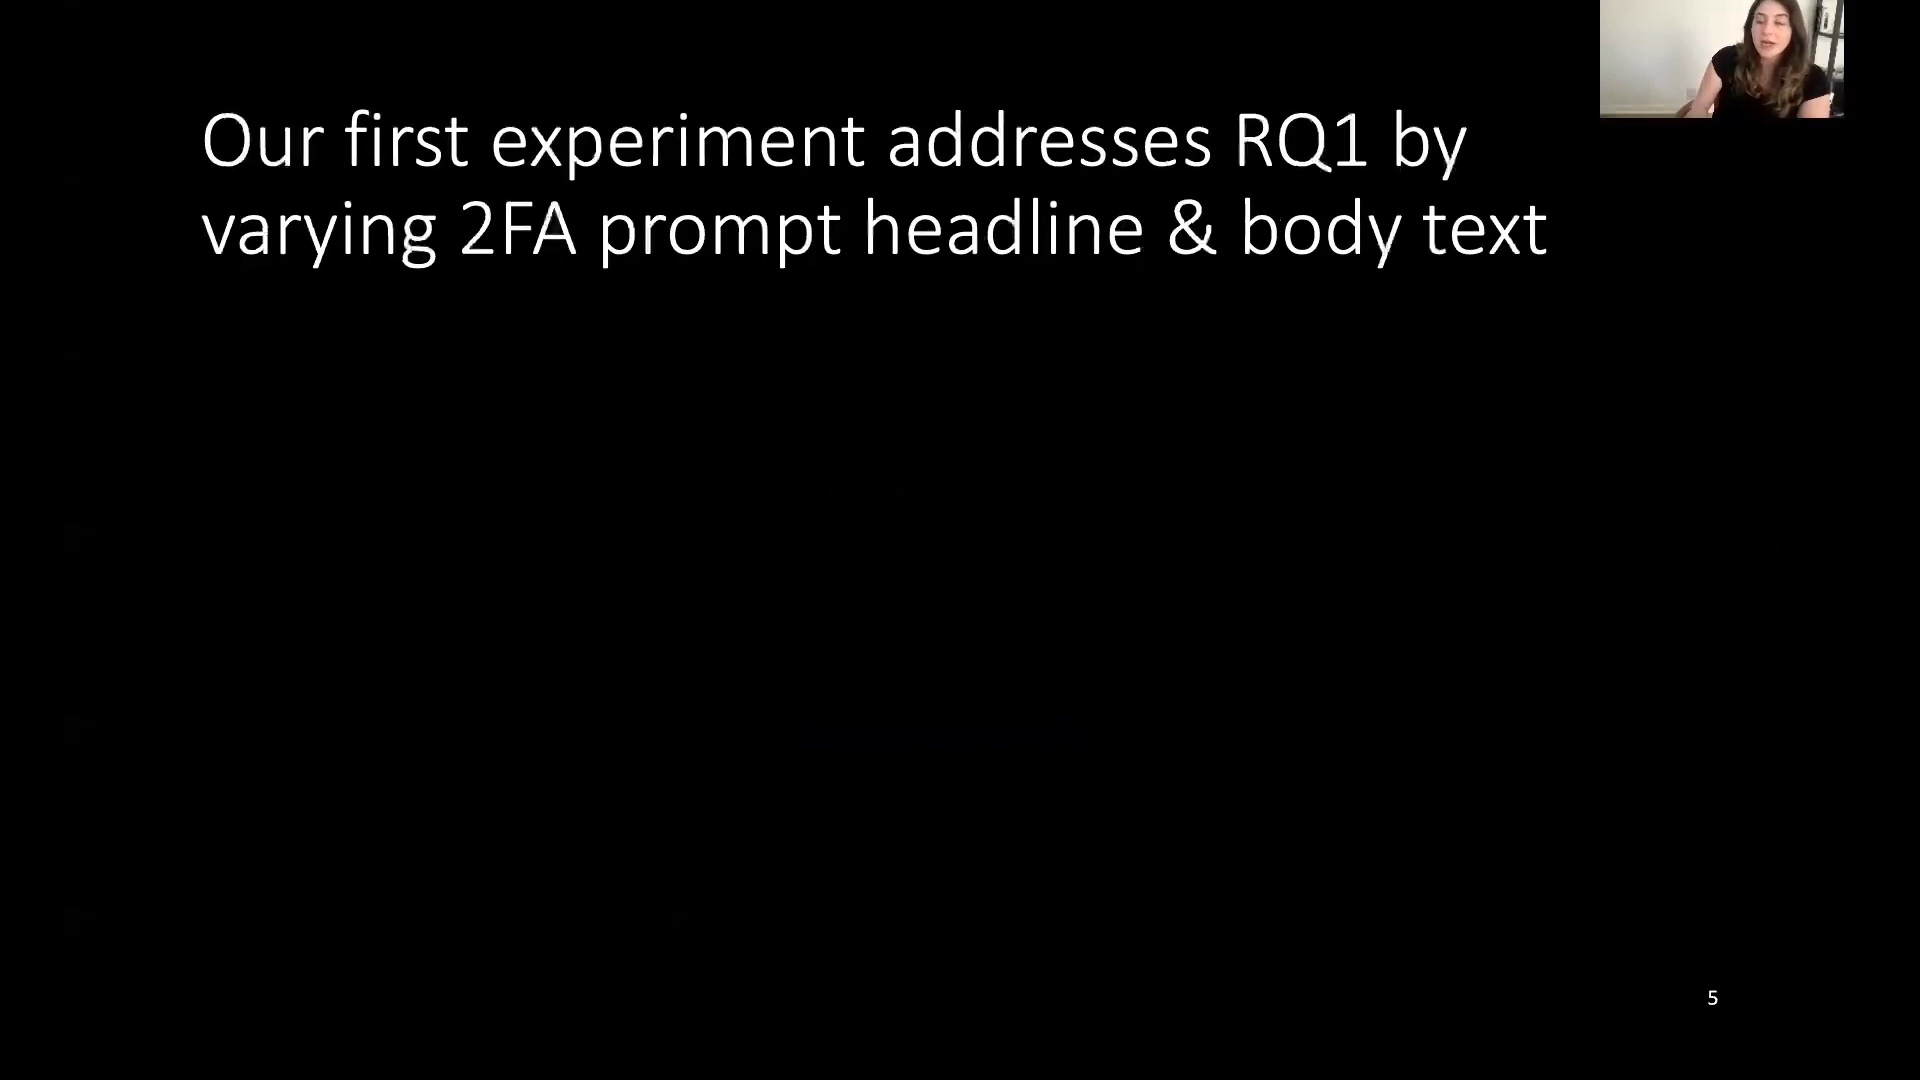 Our first experiment addresses RQ1 by
varying 2FA prompt headline & body text
5